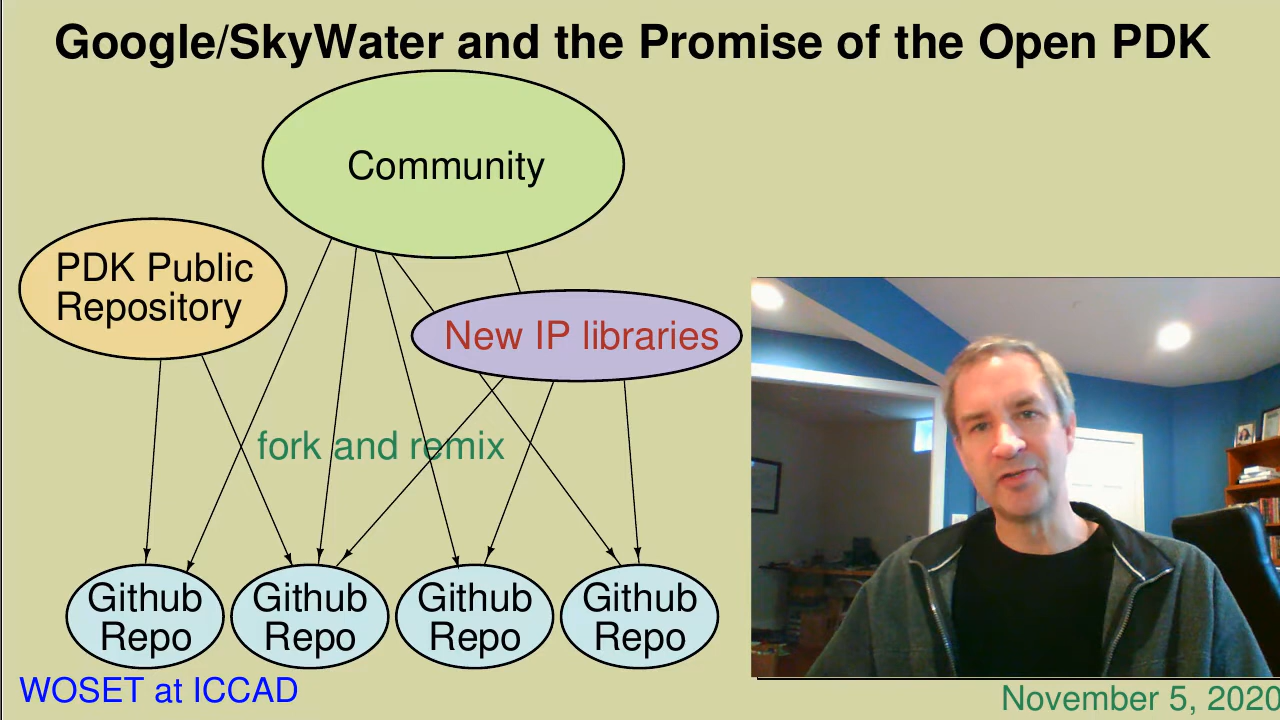 Google/SkyWater and the Promise of the Open PDK
Community
PDK Public
Repository
New IP libraries
fork and remix
Github
Repo
Github
Repo
Github
Repo
Github
Repo
WOSET at ICCAD
November 5, 2020